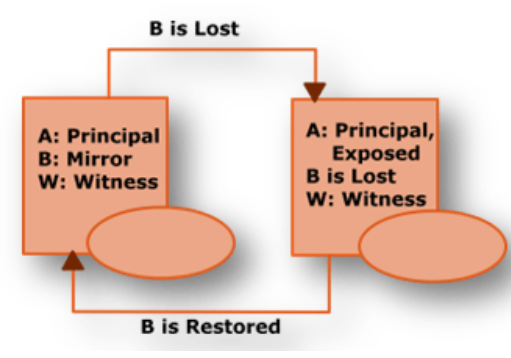 B is Lost
A: Principal
B: Mirror
W: Witness
A: Principal,
Exposed
B is Lost
W: Witness
B is Restored